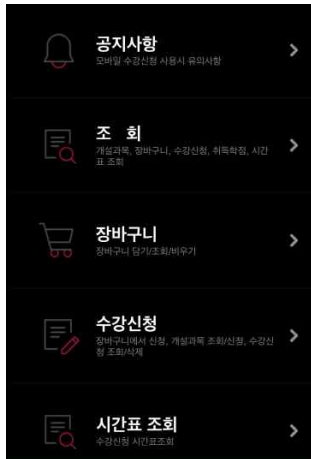 공지사항
모바일 수강신청 사용시 유의사항
조 회
개설과목, 장바구니, 수강신청, 취득학점, 시간
표 조회
장바구니
장바구니 담기/조회/비우기
수강신청
장바구니에서 신청, 개설과목 조회/신청, 수강신
청 조회/삭제
시간표 조회
수강신청 시간표조회